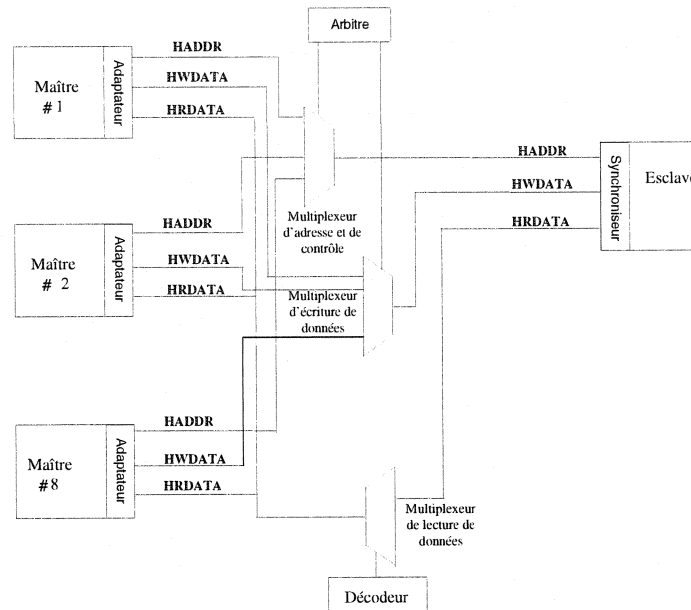 Arbitre
Maître
# 1
Adaptateur
HADDR
HWDATA
HRDATA
HADDR
HWDATA
HRDATA
Synchroniseur
Esclave
Multiplexeur
d'adresse et de
contrôle
Maître
# 2
Adaptateur
HADDR
HWDATA
HRDATA
Multiplexeur
d'écriture de
données
Maître
#8
Adaptateur
HADDR
HWDATA
HRDATA
Multiplexeur
de lecture de
données
Décodeur